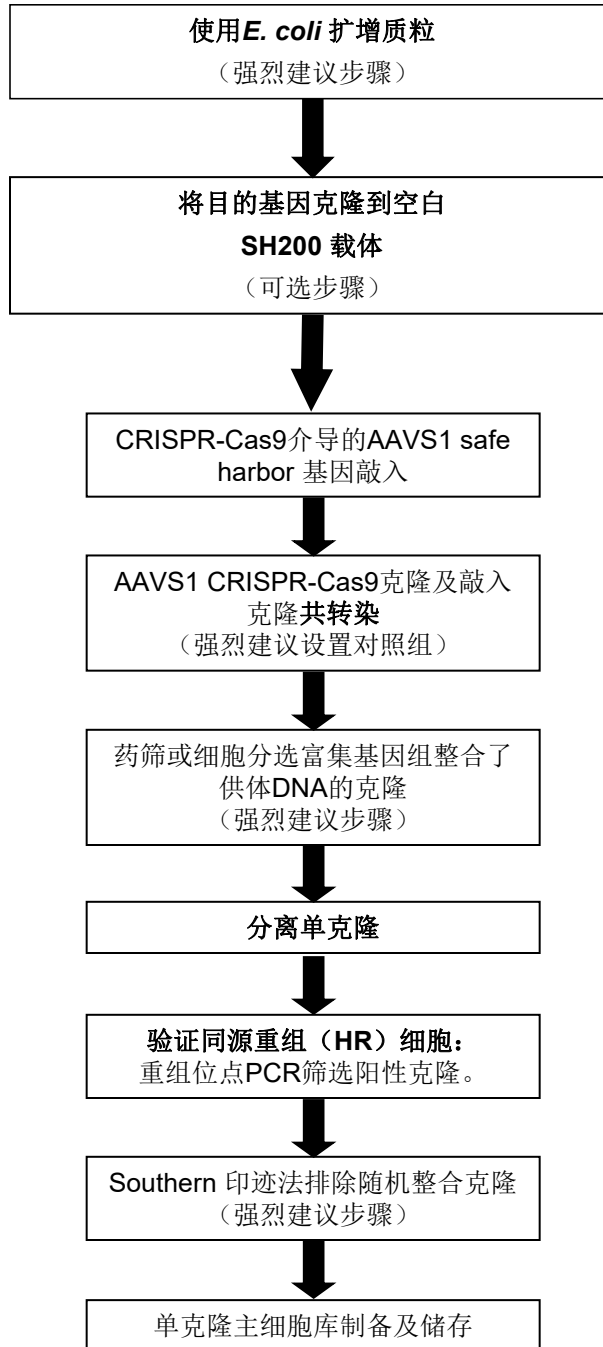 使用E. coli 扩增质粒
（强烈建议步骤）
将目的基因克隆到空白
SH200 载体
（可选步骤）
CRISPR-Cas9介导的AAVS1 safe
harbor 基因敲入
AAVS1 CRISPR-Cas9克隆及敲入
克隆共转染
（强烈建议设置对照组）
药筛或细胞分选富集基因组整合了
供体DNA的克隆
（强烈建议步骤）
分离单克隆
验证同源重组（HR）细胞：
重组位点PCR筛选阳性克隆。
Southern 印迹法排除随机整合克隆
（强烈建议步骤）
单克隆主细胞库制备及储存